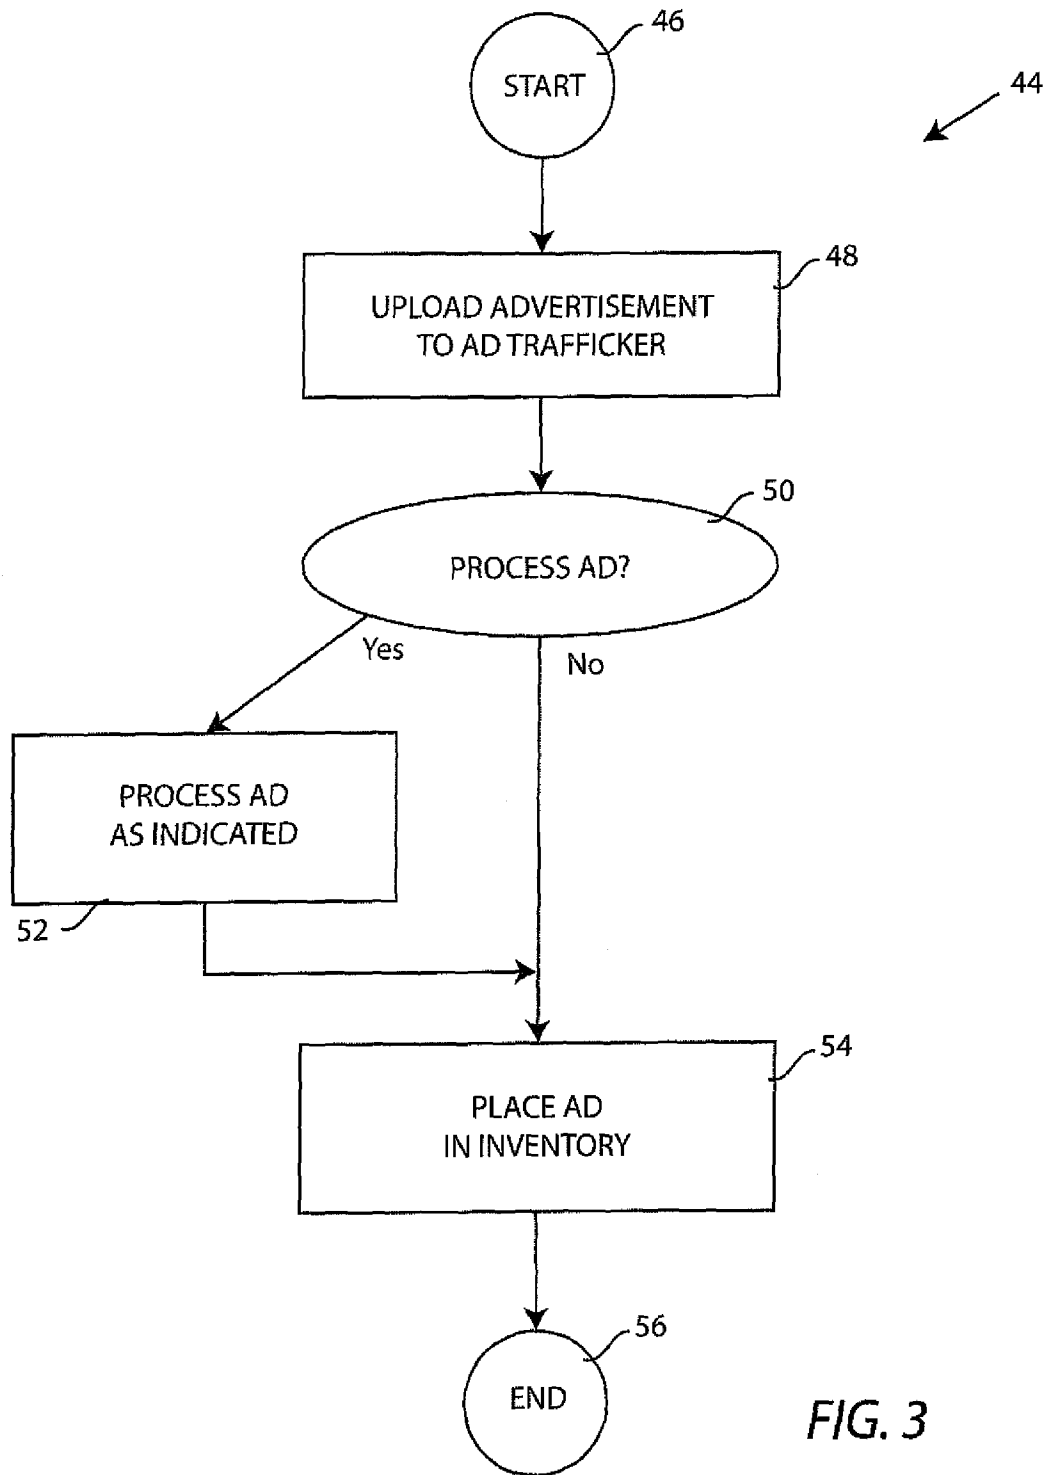 46
START
44
48
UPLOAD ADVERTISEMENT
TO AD TRAFFICKER
50
PROCESS AD?
Yes
No
PROCESS AD
AS INDICATED
52
54
PLACE AD
IN INVENTORY
56
END
FIG. 3